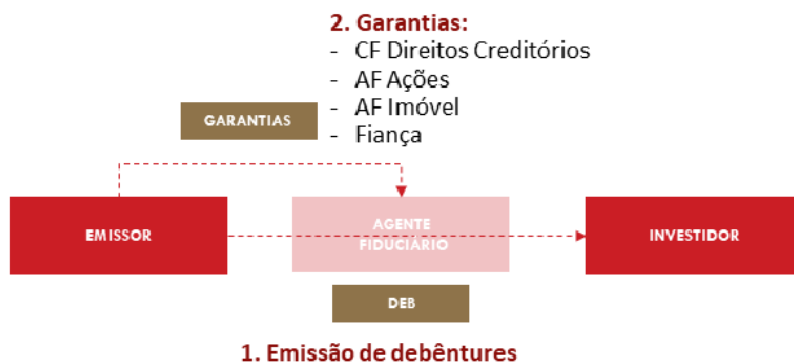 2. Garantias:
- CF Direitos Creditórios
- AF Ações
- AF Imóvel
- Fiança
GARANTIAS
EMISSOR
AGENTE
FIDUCIÁRIO
INVESTIDOR
DEB
1. Emissão de debêntures